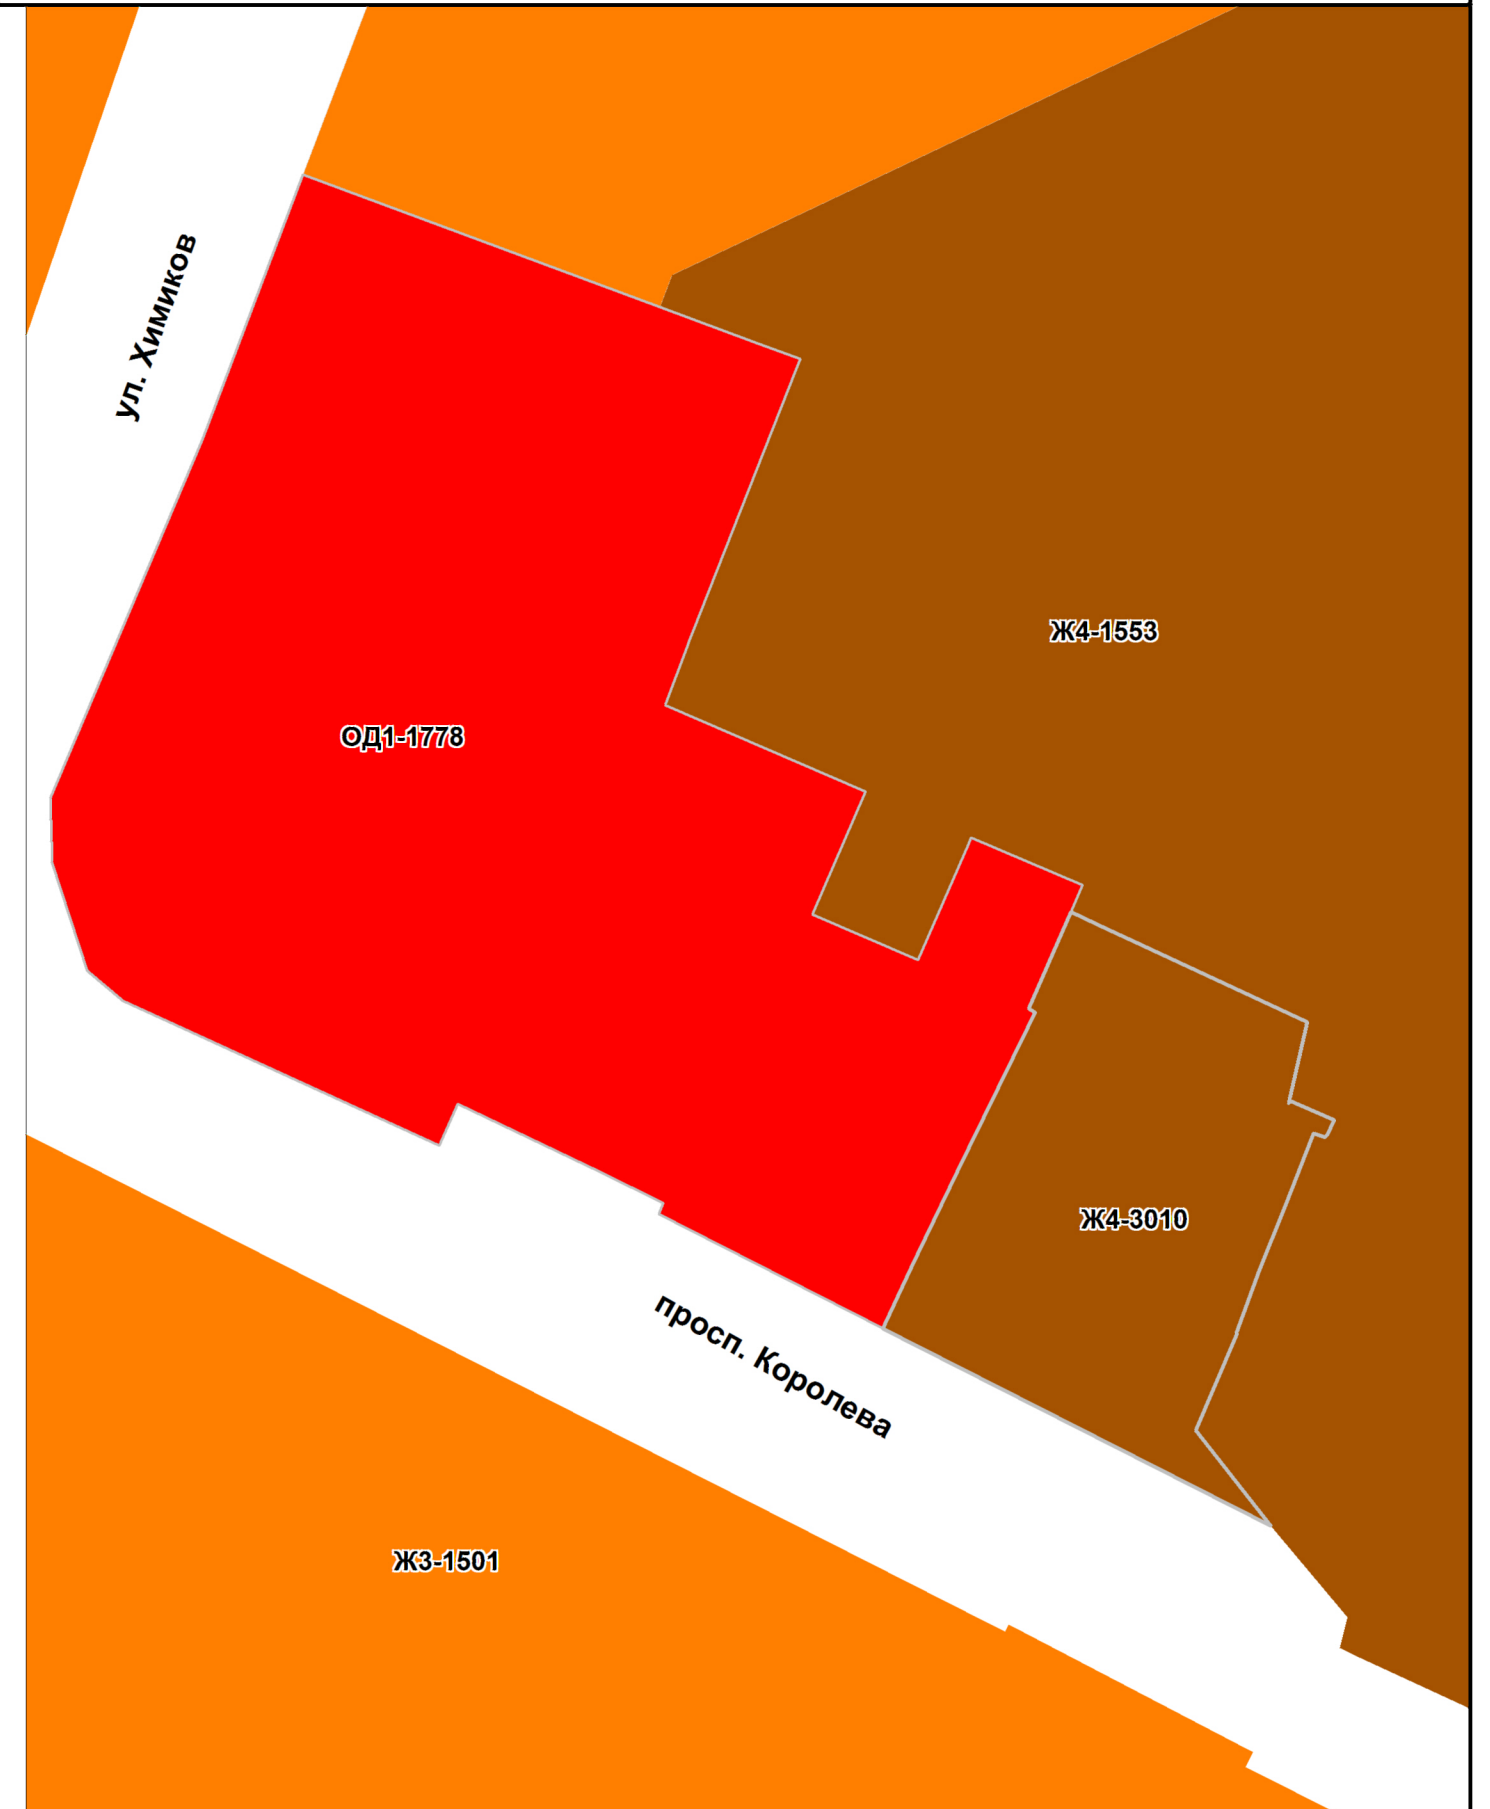 ул. Химиков
Ж4-1553
ОД1-1778
Ж4-3010
просп. Королева
Ж3-1501